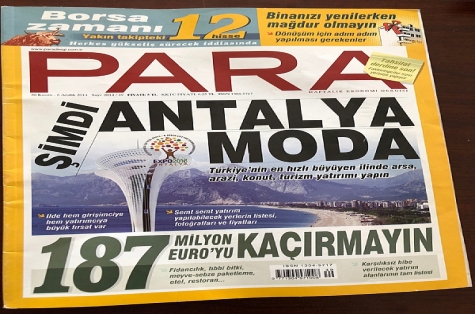 Borsa
zamanı
Yakın takipteki 12 hisse
Herkes yükseliş sürecek iddiasında
Binanızı yenilerken
mağdur olmayın
Dönüşüm için adım adım
yapılması gerekenler
PARA
HAFTALIK EKONOMİ DERGİSİ
ŞİMDİ
ANTALYA
MODA
EXPO 2016
Türkiye'nin en hızlı büyüyen ilinde arsa,
arazi, konut, turizm yatırımı yapın
İlde hem girişimciye
hem yatırımcıya
büyük fırsat var
Semt semt yatırım
yapılabilecek yerlerin listesi,
fotoğrafları ve fiyatları
187 MİLYON
EURO'YU KAÇIRMAYIN
Fidancılık, tıbbi bitki,
meyve-sebze paketleme,
otel, restoran...
Karşılıksız hibe
verilecek yatırım
alanlarının tam listesi